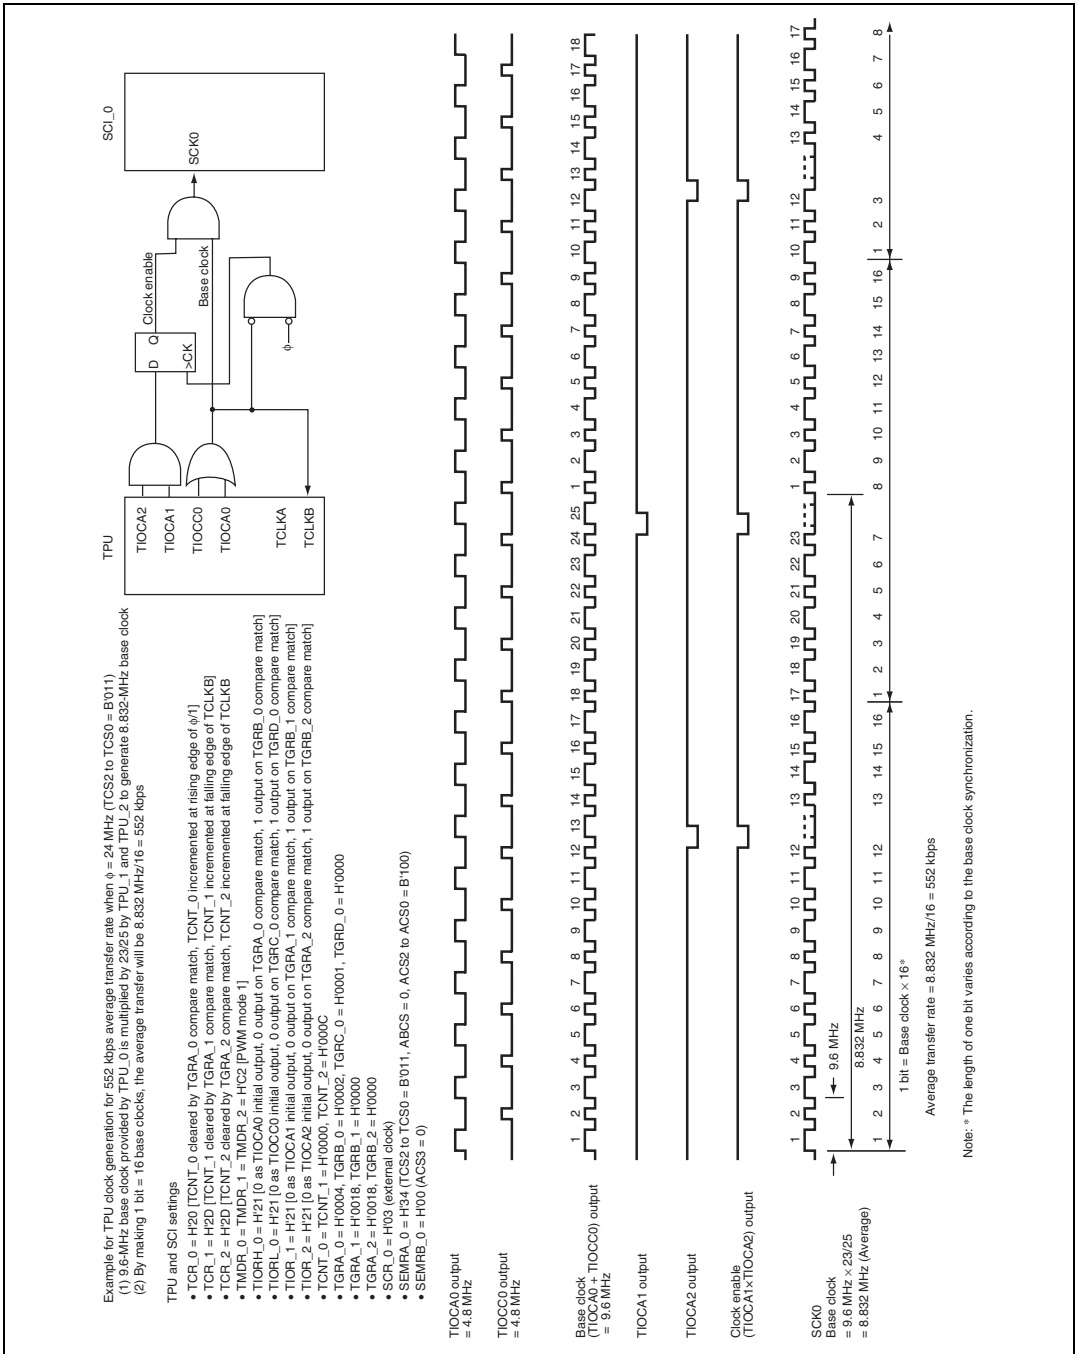 Example for TPU clock generation for 552 kbps average transfer rate when φ = 24 MHz (TCS2 to TCS0 = B'011)
(1) 9.6-MHz base clock provided by TPU_0 is multiplied by 23/25 by TPU_1 and TPU_2 to generate 8.832-MHz base clock
(2) By making 1 bit = 16 base clocks, the average transfer will be 8.832 MHz/16 = 552 kbps
TPU and SCI settings
• TCR_0 = H'20 [TCNT_0 cleared by TGRA_0 compare match, TCNT_0 incremented at rising edge of φ/1]
• TCR_1 = H'2D [TCNT_1 cleared by TGRA_1 compare match, TCNT_1 incremented at falling edge of TCLKB]
• TCR_2 = H'2D [TCNT_2 cleared by TGRA_2 compare match, TCNT_2 incremented at falling edge of TCLKB
• TMDR_0 = TMDR_1 = TMDR_2 = H'C2 [PWM mode 1]
• TIORH_0 = H'21 [0 as TIOCA0 initial output, 0 output on TGRA_0 compare match, 1 output on TGRB_0 compare match]
• TIORL_0 = H'21 [0 as TIOCC0 initial output, 0 output on TGRC_0 compare match, 1 output on TGRD_0 compare match]
• TIOR_1 = H'21 [0 as TIOCA1 initial output, 0 output on TGRA_1 compare match, 1 output on TGRB_1 compare match]
• TIOR_2 = H'21 [0 as TIOCA2 initial output, 0 output on TGRA_2 compare match, 1 output on TGRB_2 compare match]
• TCNT_0 = TCNT_1 = H'0000, TCNT_2 = H'000C
• TGRA_0 = H'0004, TGRB_0 = H'0002, TGRC_0 = H'0001, TGRD_0 = H'0000
• TGRA_1 = H'0018, TGRB_1 = H'0000
• TGRA_2 = H'0018, TGRB_2 = H'0000
• SCR_0 = H'03 (external clock)
• SEMRA_0 = H'34 (TCS2 to TCS0 = B'011, ABCS = 0, ACS2 to ACS0 = B'100)
• SEMRB_0 = H'00 (ACS3 = 0)
TPU
TIOCA2
TIOCA1
TIOCC0
TIOCA0
TCLKA
TCLKB
D Q
>CK
Clock enable
Base clock
φ
SCI_0
SCK0
TIOCA0 output
= 4.8 MHz
TIOCC0 output
= 4.8 MHz
Base clock
(TIOCA0 + TIOCC0) output
= 9.6 MHz
1 2 3 4 5 6 7 8 9 10 11 12 13 14 15 16 17 18 19 20 21 22 23 24 25 1 2 3 4 5 6 7 8 9 10 11 12 13 14 15 16 17 18
TIOCA1 output
TIOCA2 output
Clock enable
(TIOCA1×TIOCA2) output
SCK0
Base clock
= 9.6 MHz × 23/25
= 8.832 MHz (Average)
1 2 3 4 5 6 7 8 9 10 11 12 13 14 15 16 17 18 19 20 21 22 23 1 2 3 4 5 6 7 8 9 10 11 12 13 14 15 16 17
9.6 MHz
8.832 MHz
1 2 3 4 5 6 7 8 9 10 11 12 13 14 15 16 1 2 3 4 5 6 7 8 9 10 11 12 13 14 15 16 1 2 3 4 5 6 7 8
1 bit = Base clock × 16*
Average transfer rate = 8.832 MHz/16 = 552 kbps
Note: * The length of one bit varies according to the base clock synchronization.